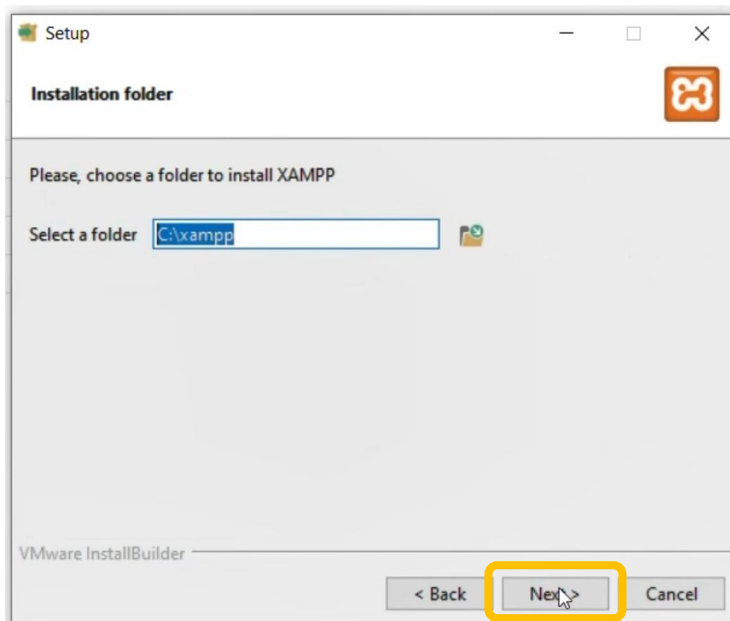 Setup
Installation folder
Please, choose a folder to install XAMPP
Select a folder C:\xampp
VMware InstallBuilder
< Back Next > Cancel